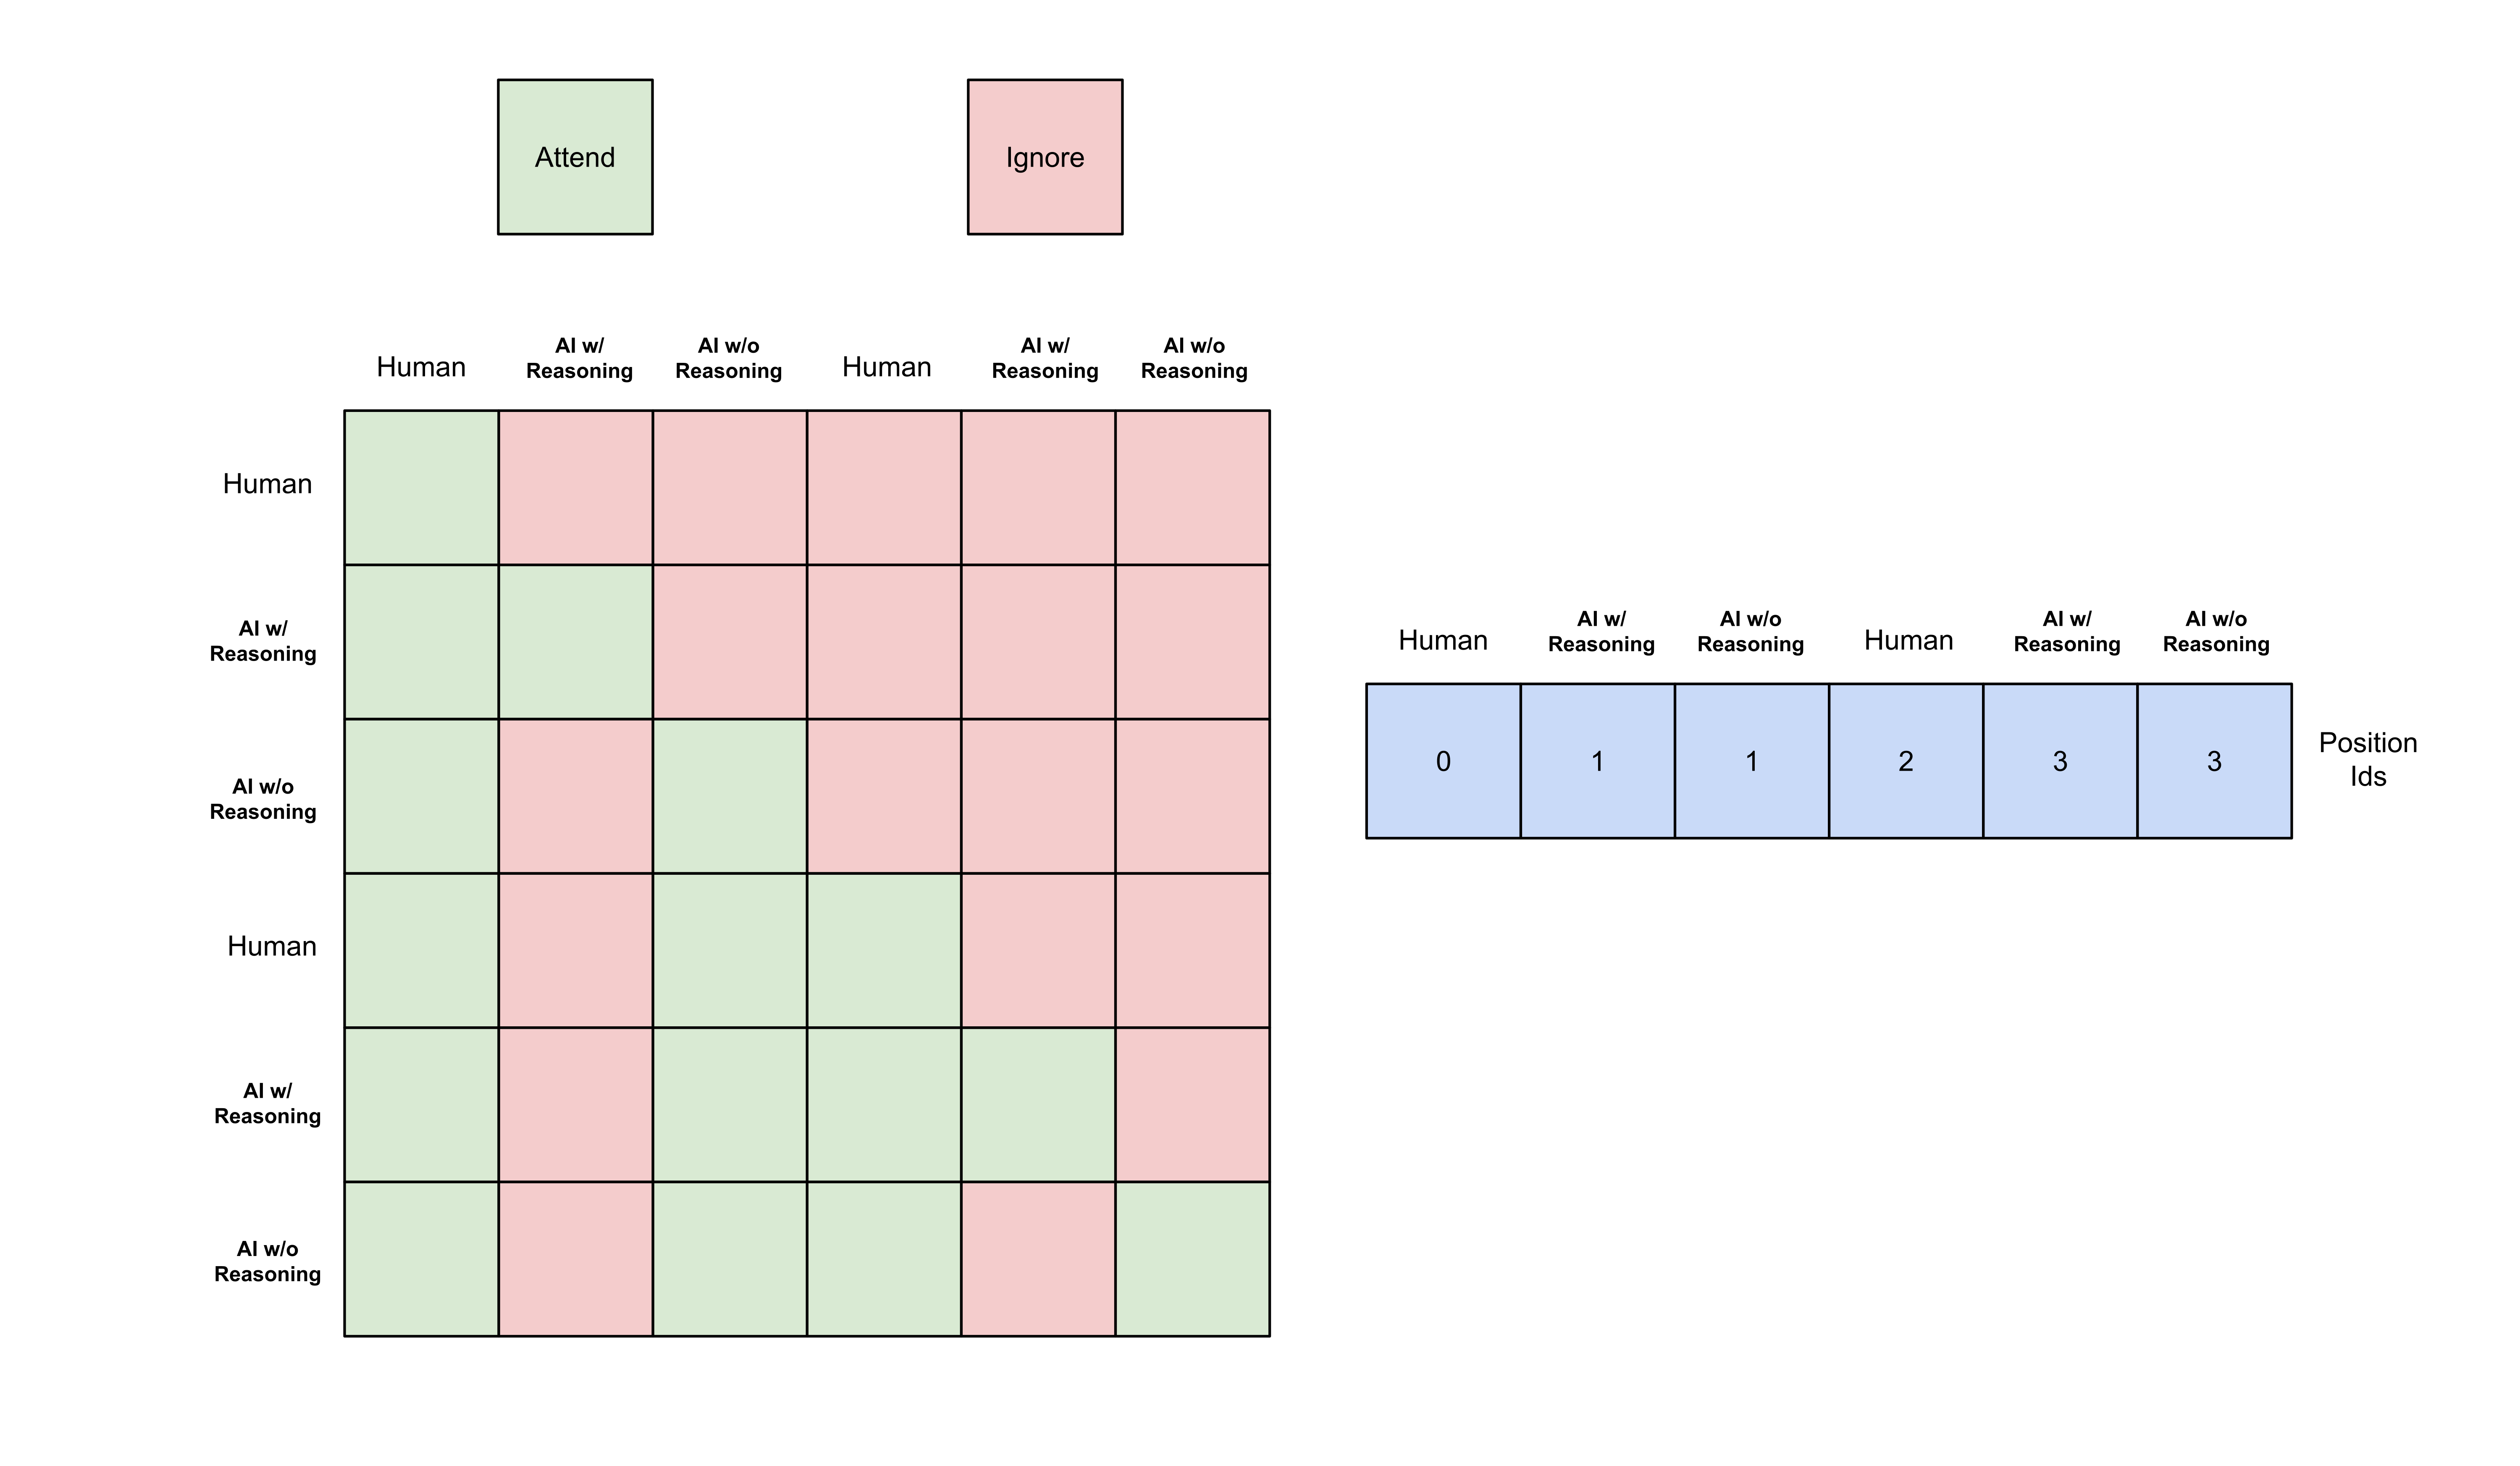 Attend
Ignore
Human
AI w/
Reasoning
AI w/o
Reasoning
Human
AI w/
Reasoning
AI w/o
Reasoning
Human
AI w/
Reasoning
AI w/o
Reasoning
Human
AI w/
Reasoning
AI w/o
Reasoning
Human
AI w/
Reasoning
AI w/o
Reasoning
Human
AI w/
Reasoning
AI w/o
Reasoning
0
1
1
2
3
3
Position
Ids